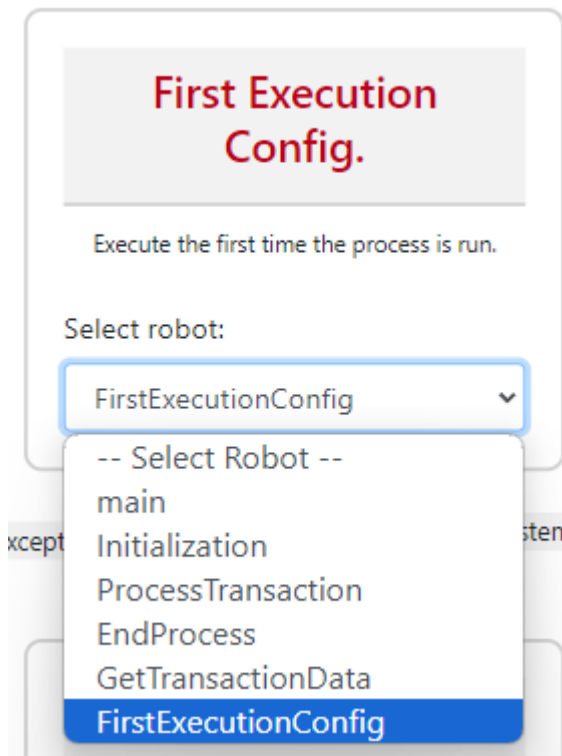 First Execution
Config.
Execute the first time the process is run.
Select robot:
FirstExecutionConfig
-- Select Robot --
main
Initialization
ProcessTransaction
EndProcess
GetTransactionData
FirstExecutionConfig